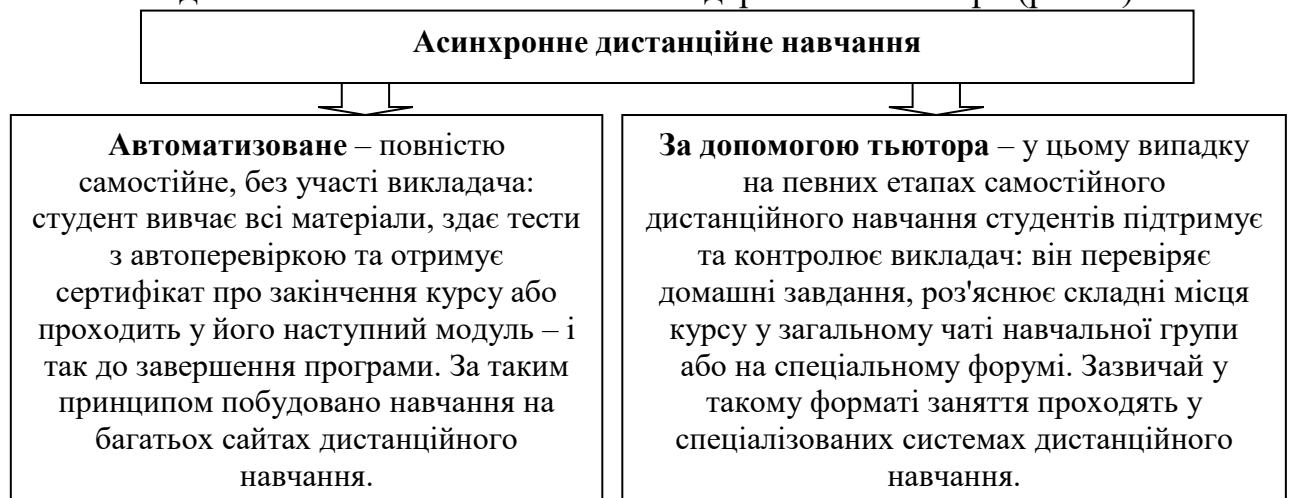 Асинхронне дистанційне навчання
Автоматизоване – повністю
самостійне, без участі викладача:
студент вивчає всі матеріали, здає тести
з автоперевіркою та отримує
сертифікат про закінчення курсу або
проходить у його наступний модуль – і
так до завершення програми. За таким
принципом побудовано навчання на
багатьох сайтах дистанційного
навчання.
За допомогою тьютора – у цьому випадку
на певних етапах самостійного
дистанційного навчання студентів підтримує
та контролює викладач: він перевіряє
домашні завдання, роз'яснює складні місця
курсу у загальному чаті навчальної групи
або на спеціальному форумі. Зазвичай у
такому форматі заняття проходять у
спеціалізованих системах дистанційного
навчання.